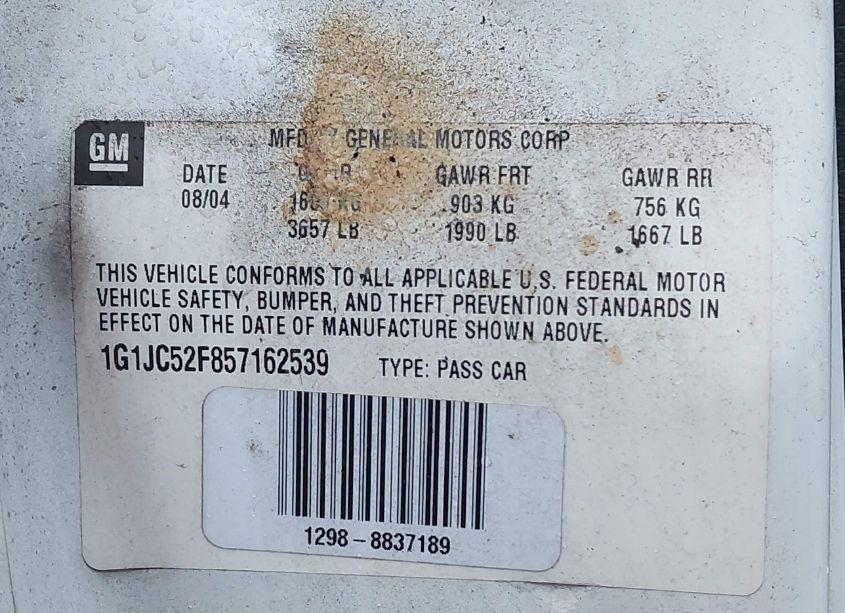 GM
MFD GENERAL MOTORS CORP
DATE GAWR FRT GAWR RR
08/04 KG 903 KG 756 KG
3657 LB 1990 LB 1667 LB
THIS VEHICLE CONFORMS TO ALL APPLICABLE U.S. FEDERAL MOTOR
VEHICLE SAFETY, BUMPER, AND THEFT PREVENTION STANDARDS IN
EFFECT ON THE DATE OF MANUFACTURE SHOWN ABOVE.
1G1JC52F857162539 TYPE: PASS CAR
1298-8837189